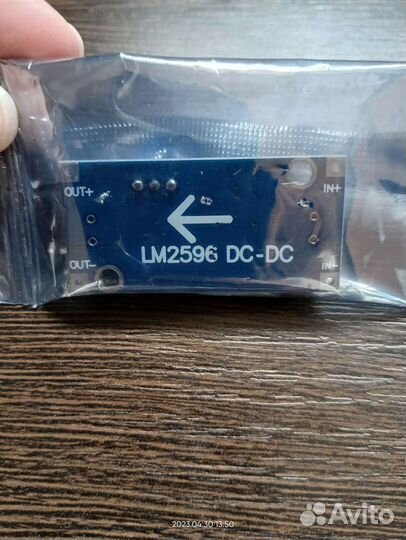 OUT+
IN+
LM2596 DC-DC
OUT-
IN-
2023.04.30 13:50
Avito